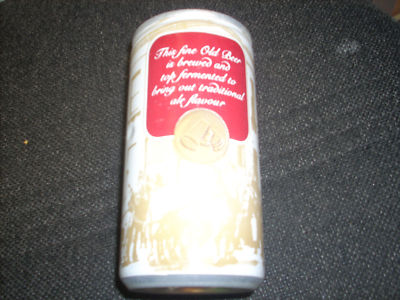 This fine Old Beer
is brewed and
top fermented to
bring out traditional
ale flavour